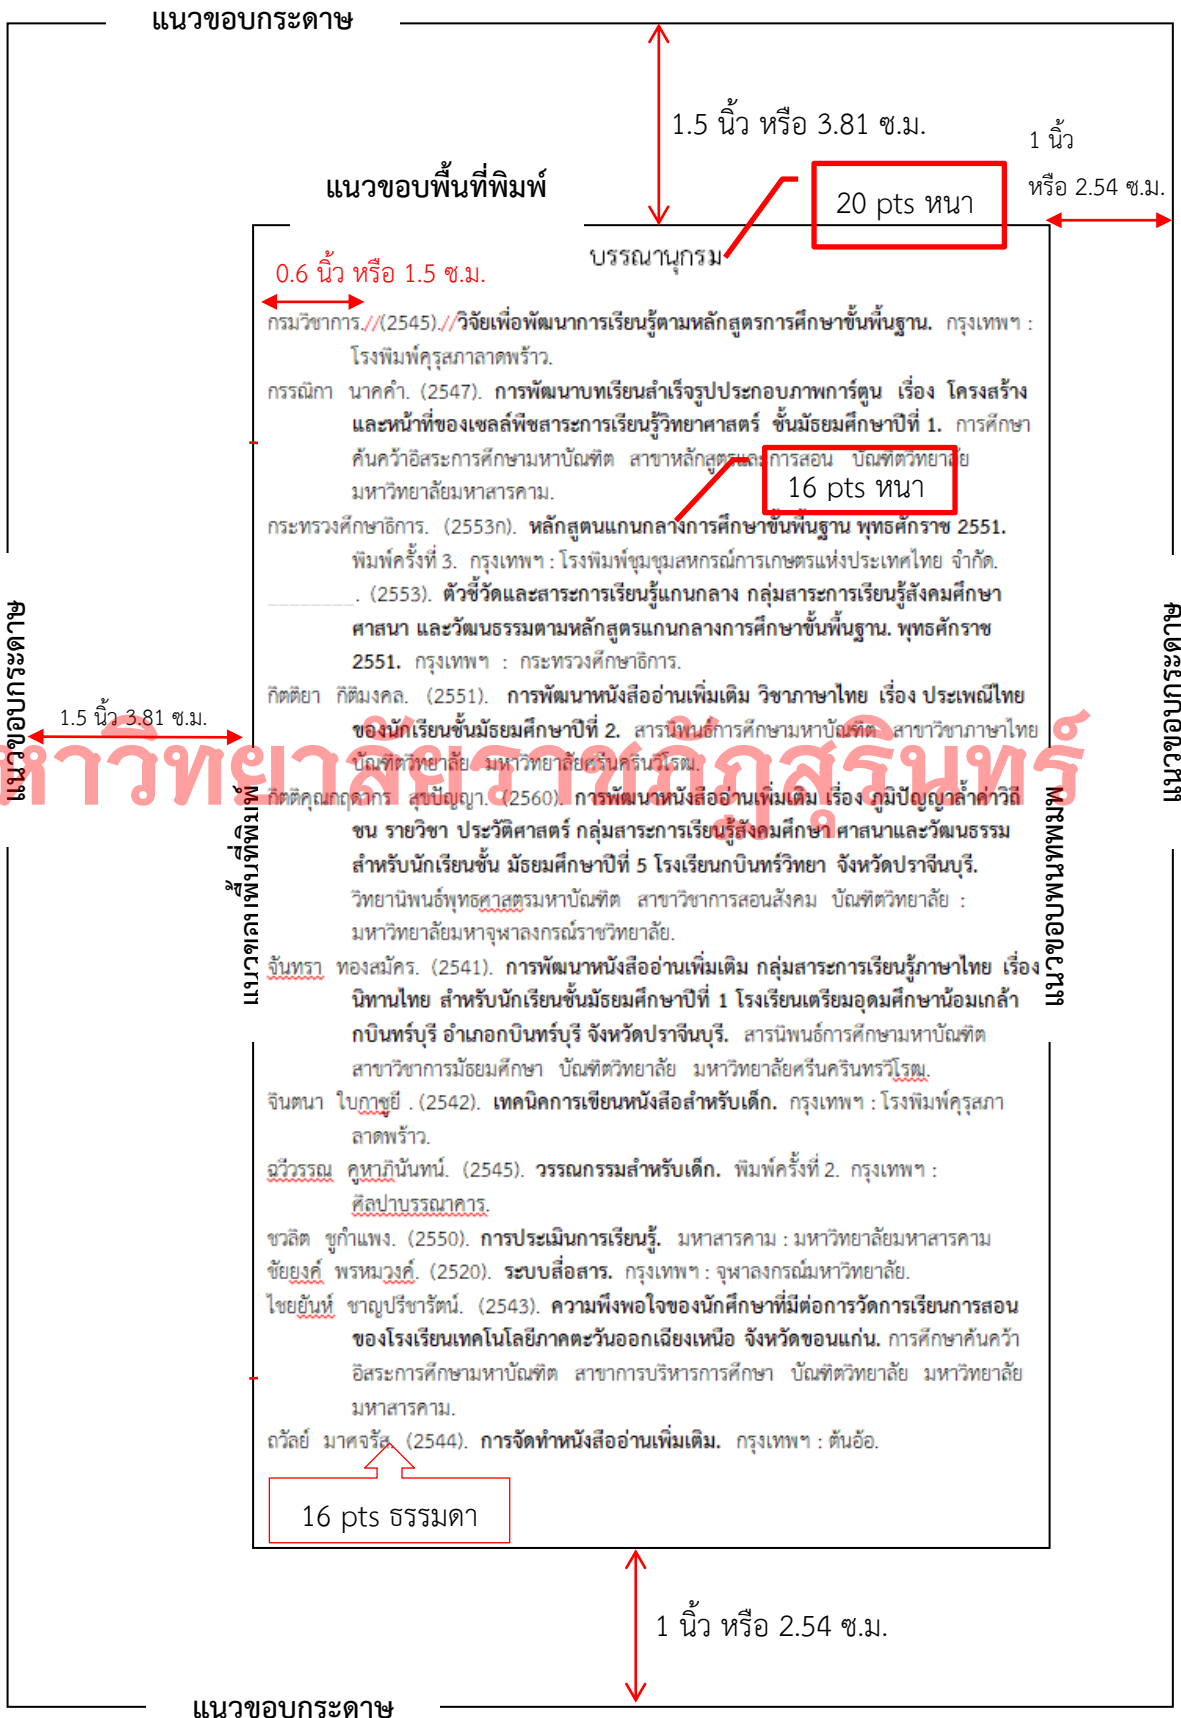 แนวขอบกระดาษ
1.5 นิ้ว หรือ 3.81 ซ.ม.
1 นิ้ว
หรือ 2.54 ซ.ม.
แนวขอบพื้นที่พิมพ์
20 pts หนา
บรรณานุกรม
0.6 นิ้ว หรือ 1.5 ซ.ม.
กรมวิชาการ.//(2545).//วิจัยเพื่อพัฒนาการเรียนรู้ตามหลักสูตรการศึกษาขั้นพื้นฐาน. กรุงเทพฯ :
โรงพิมพ์คุรุสภาลาดพร้าว.
กรรณิกา นาคคำ. (2547). การพัฒนาบทเรียนสำเร็จรูปประกอบภาพการ์ตูน เรื่อง โครงสร้าง
และหน้าที่ของเซลล์พืชสาระการเรียนรู้วิทยาศาสตร์ ชั้นมัธยมศึกษาปีที่ 1. การศึกษา
ค้นคว้าอิสระการศึกษามหาบัณฑิต สาขาหลักสูตรและการสอน บัณฑิตวิทยาลัย
มหาวิทยาลัยมหาสารคาม.
16 pts หนา
กระทรวงศึกษาธิการ. (2553ก). หลักสูตนแกนกลางการศึกษาขั้นพื้นฐาน พุทธศักราช 2551.
พิมพ์ครั้งที่ 3. กรุงเทพฯ : โรงพิมพ์ชุมชุมสหกรณ์การเกษตรแห่งประเทศไทย จำกัด.
_________. (2553). ตัวชี้วัดและสาระการเรียนรู้แกนกลาง กลุ่มสาระการเรียนรู้สังคมศึกษา
ศาสนา และวัฒนธรรมตามหลักสูตรแกนกลางการศึกษาขั้นพื้นฐาน. พุทธศักราช
2551. กรุงเทพฯ : กระทรวงศึกษาธิการ.
กิตติยา กิติมงคล. (2551). การพัฒนาหนังสืออ่านเพิ่มเติม วิชาภาษาไทย เรื่อง ประเพณีไทย
ของนักเรียนชั้นมัธยมศึกษาปีที่ 2. สารนิพนธ์การศึกษามหาบัณฑิต สาขาวิชาภาษาไทย
บัณฑิตวิทยาลัย มหาวิทยาลัยศรีนครินวิโรฒ.
กิตติคุณกฤดากร สุขปัญญา. (2560). การพัฒนาหนังสืออ่านเพิ่มเติม เรื่อง ภูมิปัญญาล้ำค่าวิถี
ชน รายวิชา ประวัติศาสตร์ กลุ่มสาระการเรียนรู้สังคมศึกษา ศาสนาและวัฒนธรรม
สำหรับนักเรียนชั้น มัธยมศึกษาปีที่ 5 โรงเรียนกบินทร์วิทยา จังหวัดปราจีนบุรี.
วิทยานิพนธ์พุทธศาสตรมหาบัณฑิต สาขาวิชาการสอนสังคม บัณฑิตวิทยาลัย :
มหาวิทยาลัยมหาจุฬาลงกรณ์ราชวิทยาลัย.
จันทรา ทองสมัคร. (2541). การพัฒนาหนังสืออ่านเพิ่มเติม กลุ่มสาระการเรียนรู้ภาษาไทย เรื่อง
นิทานไทย สำหรับนักเรียนชั้นมัธยมศึกษาปีที่ 1 โรงเรียนเตรียมอุดมศึกษาน้อมเกล้า
กบินทร์บุรี อำเภอกบินทร์บุรี จังหวัดปราจีนบุรี. สารนิพนธ์การศึกษามหาบัณฑิต
สาขาวิชาการมัธยมศึกษา บัณฑิตวิทยาลัย มหาวิทยาลัยศรีนครินทรวิโรฒ.
จินตนา ใบกาซูยี . (2542). เทคนิคการเขียนหนังสือสำหรับเด็ก. กรุงเทพฯ : โรงพิมพ์คุรุสภา
ลาดพร้าว.
ฉวีวรรณ คูหาภินันทน์. (2545). วรรณกรรมสำหรับเด็ก. พิมพ์ครั้งที่ 2. กรุงเทพฯ :
ศิลปาบรรณาคาร.
ชวลิต ชูกำแพง. (2550). การประเมินการเรียนรู้. มหาสารคาม : มหาวิทยาลัยมหาสารคาม
ชัยยงค์ พรหมวงค์. (2520). ระบบสื่อสาร. กรุงเทพฯ : จุฬาลงกรณ์มหาวิทยาลัย.
ไชยยันห์ ชาญปรีชารัตน์. (2543). ความพึงพอใจของนักศึกษาที่มีต่อการวัดการเรียนการสอน
ของโรงเรียนเทคโนโลยีภาคตะวันออกเฉียงเหนือ จังหวัดขอนแก่น. การศึกษาค้นคว้า
อิสระการศึกษามหาบัณฑิต สาขาการบริหารการศึกษา บัณฑิตวิทยาลัย มหาวิทยาลัย
มหาสารคาม.
ถวัลย์ มาศจรัส. (2544). การจัดทำหนังสืออ่านเพิ่มเติม. กรุงเทพฯ : ต้นอ้อ.
16 pts ธรรมดา
1 นิ้ว หรือ 2.54 ซ.ม.
แนวขอบกระดาษ
แนวขอบกระดาษ
1.5 นิ้ว 3.81 ซ.ม.
แนวขอบพื้นที่พิมพ์
หาวิทยาลัยราชภัฏสุรินทร์